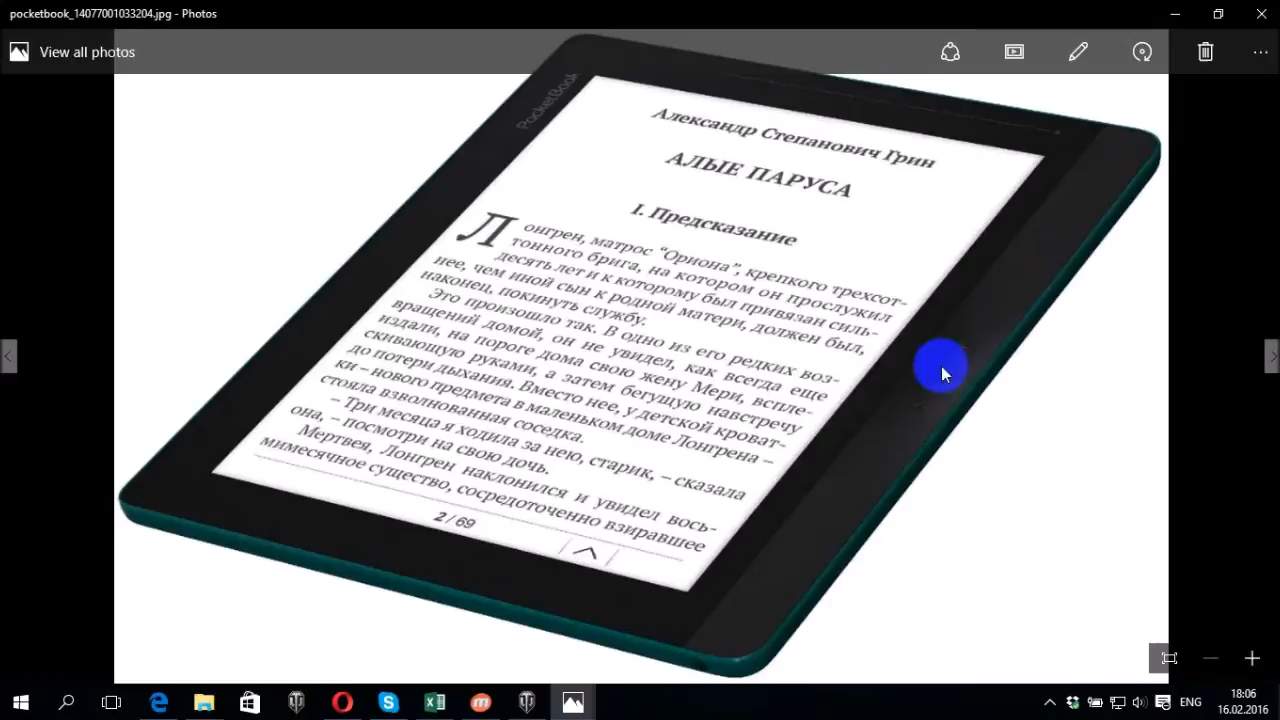 pocketbook_14077001033204.jpg - Photos
View all photos
PocketBook
Александр Степанович Грин
АЛЫЕ ПАРУСА
I. Предсказание
Лонгрен, матрос “Ориона”, крепкого трехсот-
тонного брига, на котором он прослужил
десять лет и к которому был привязан силь-
нее, чем иной сын к родной матери, должен был,
наконец, покинуть службу.
Это произошло так. В одно из его редких воз-
вращений домой, он не увидел, как всегда еще
издали, на пороге дома свою жену Мери, вспле-
скивающую руками, а затем бегущую навстречу
до потери дыхания. Вместо нее, у детской кроват-
ки – нового предмета в маленьком доме Лонгрена –
стояла взволнованная соседка.
– Три месяца я ходила за нею, старик, – сказала
она, – посмотри на свою дочь.
Мертвея, Лонгрен наклонился и увидел вось-
мимесячное существо, сосредоточенно взиравшее
2 / 69
ENG
18:06
16.02.2016